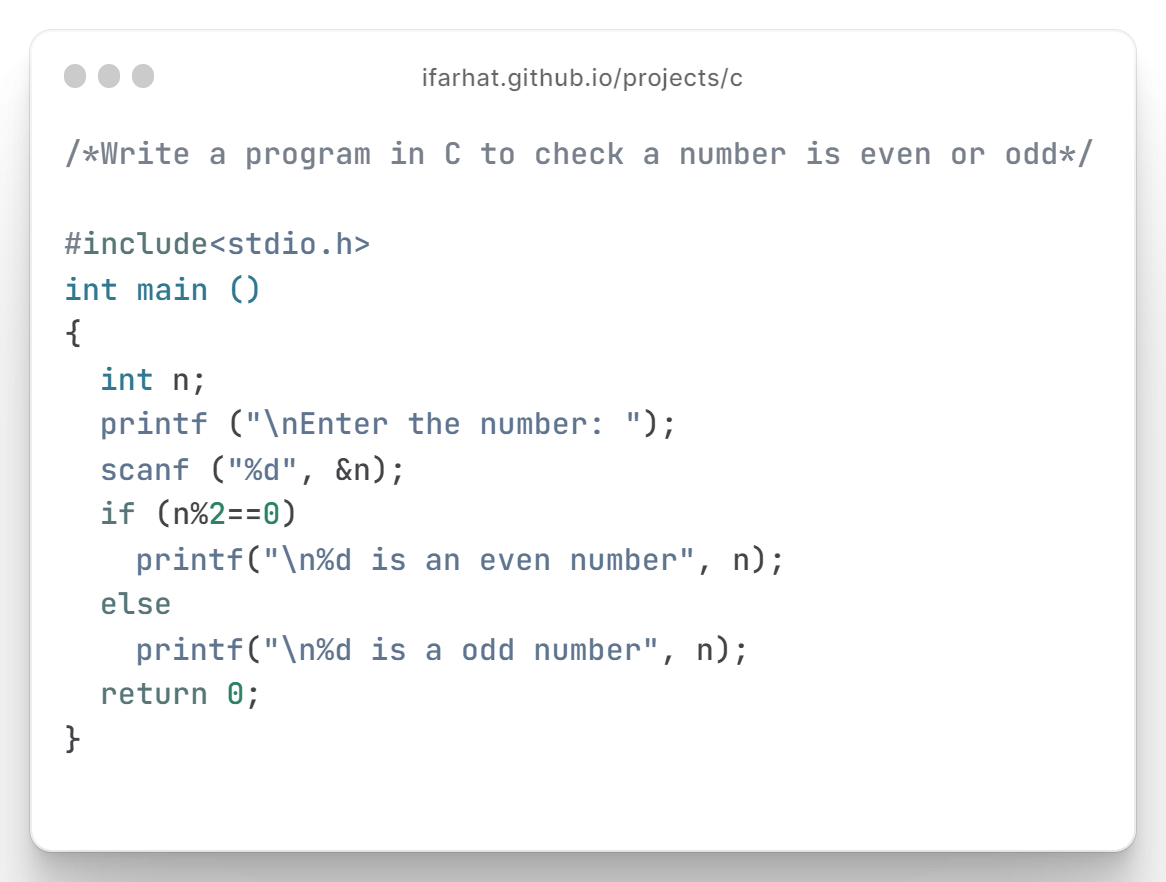 ifarhat.github.io/projects/c
/*Write a program in C to check a number is even or odd*/
#include<stdio.h>
int main ()
{
  int n;
  printf ("\nEnter the number: ");
  scanf ("%d", &n);
  if (n%2==0)
    printf("\n%d is an even number", n);
  else
    printf("\n%d is a odd number", n);
  return 0;
}